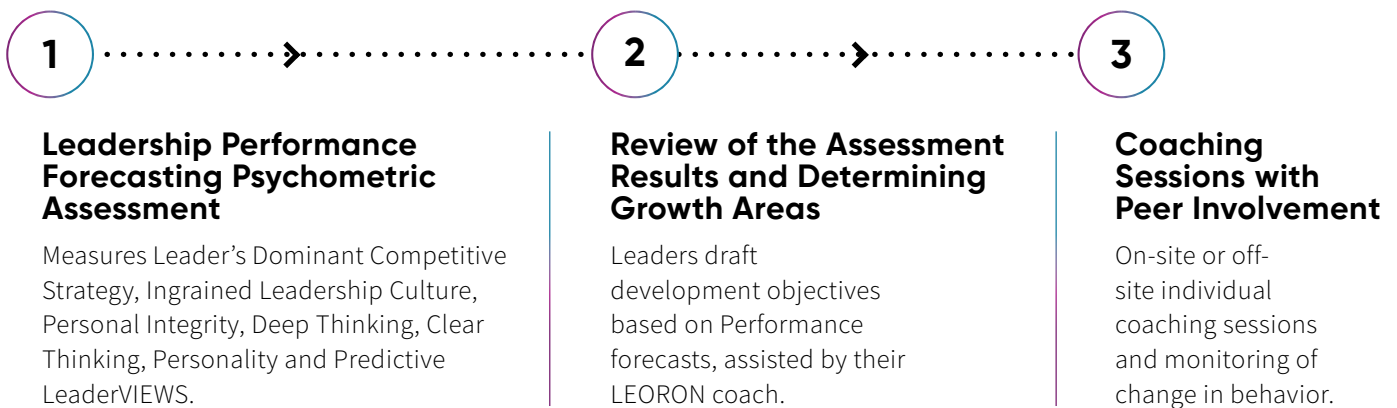 1
2
3
Leadership Performance
Forecasting Psychometric
Assessment
Measures Leader's Dominant Competitive
Strategy, Ingrained Leadership Culture,
Personal Integrity, Deep Thinking, Clear
Thinking, Personality and Predictive
LeaderVIEWS.
Review of the Assessment
Results and Determining
Growth Areas
Leaders draft
development objectives
based on Performance
forecasts, assisted by their
LEORON coach.
Coaching
Sessions with
Peer Involvement
On-site or off-
site individual
coaching sessions
and monitoring of
change in behavior.